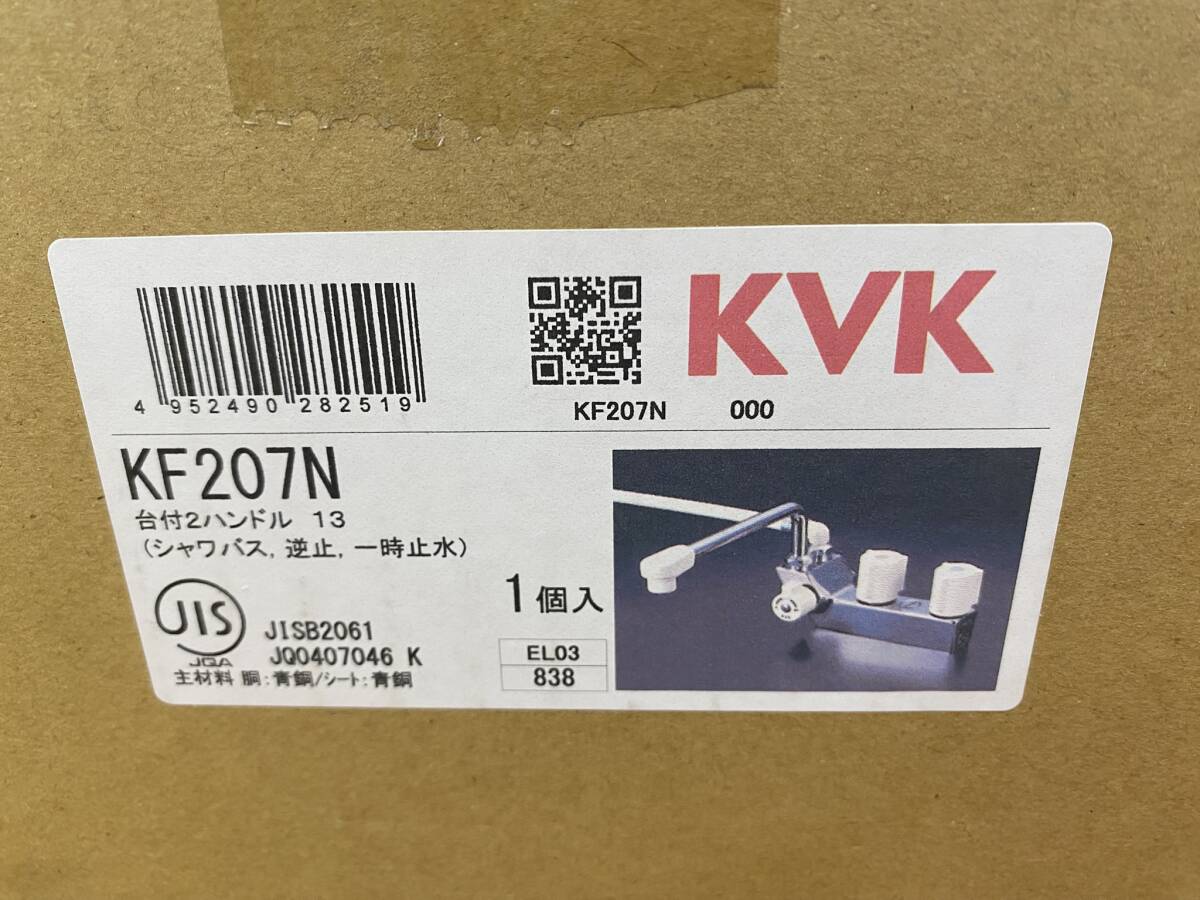 KVK
4 952490 282519
KF207N 000
KF207N
台付2ハンドル 13
(シャワバス, 逆止, 一時止水)
1個入
JIS
JQA
JISB2061
JQ0407046 K
主材料 胴:青銅/シート:青銅
EL03
838